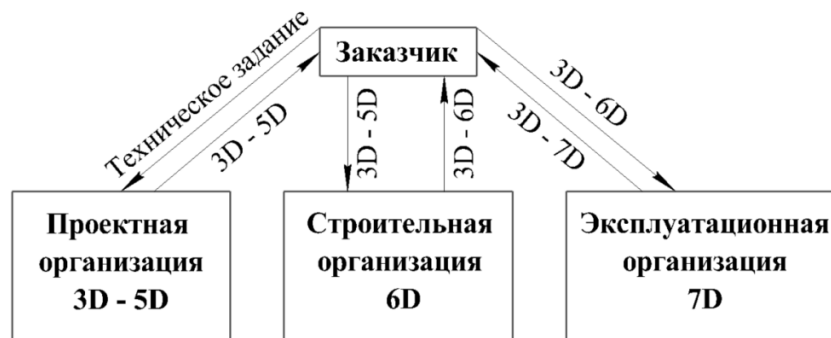 Заказчик
Техническое задание
3D - 5D
3D - 5D
3D - 6D
3D - 6D
3D - 7D
Проектная
организация
3D - 5D
Строительная
организация
6D
Эксплуатационная
организация
7D